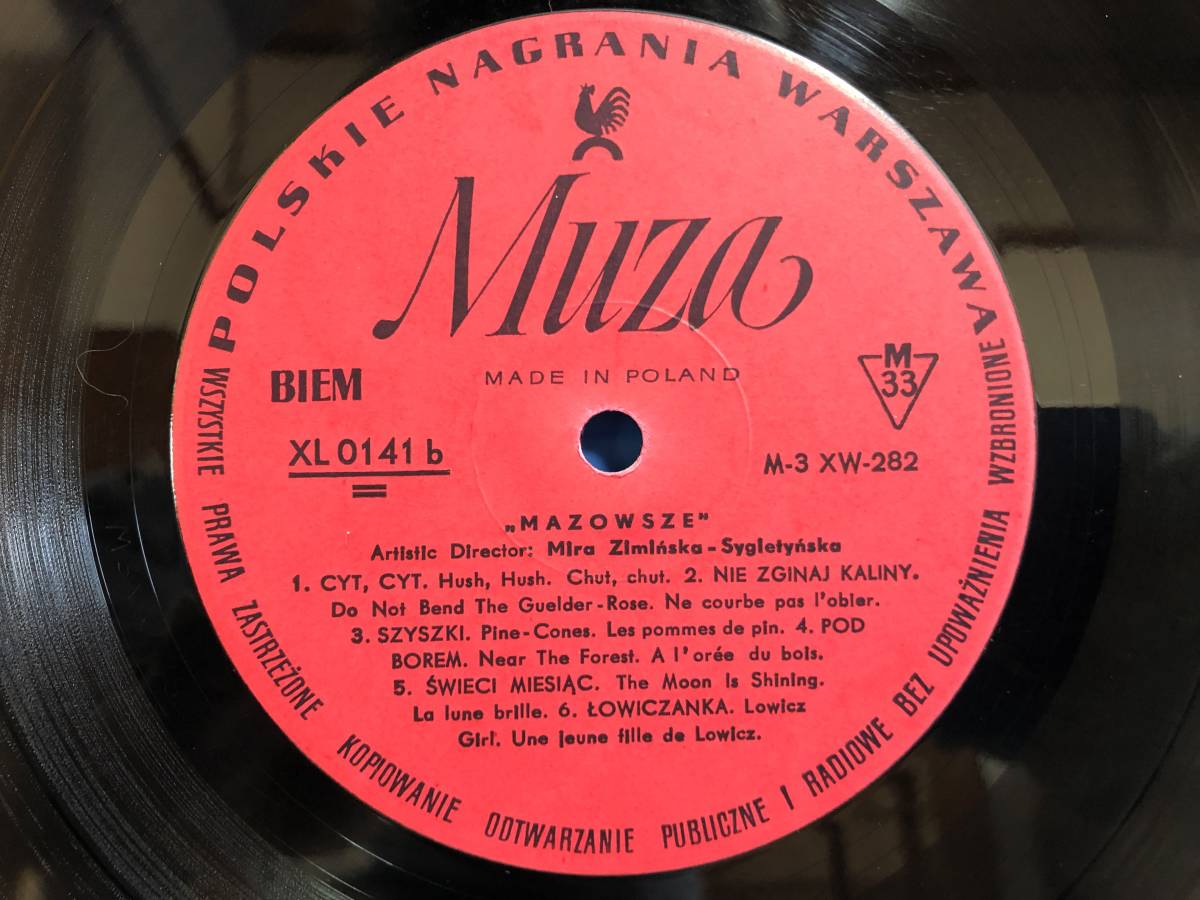 POLSKIE NAGRANIA WARSZAWA
Muza
MADE IN POLAND
BIEM
M
33
XL 0141 b
M-3 XW-282
„MAZOWSZE”
Artistic Director: Mira Zimińska-Sygietyńska
1. CYT, CYT. Hush, Hush. Chut, chut. 2. NIE ZGINAJ KALINY.
Do Not Bend The Guelder-Rose. Ne courbe pas l'obier.
3. SZYSZKI. Pine-Cones. Les pommes de pin. 4. POD
BOREM. Near The Forest. A l'orée du bois.
5. ŚWIECI MIESIĄC. The Moon Is Shining.
La lune brille. 6. ŁOWICZANKA. Lowicz
Girl. Une jeune fille de Lowicz.
WSZYSTKIE PRAWA ZASTRZEŻONE KOPIOWANIE ODTWARZANIE PUBLICZNE I RADIOWE BEZ UPOWAŻNIENIA WZBRONIONE